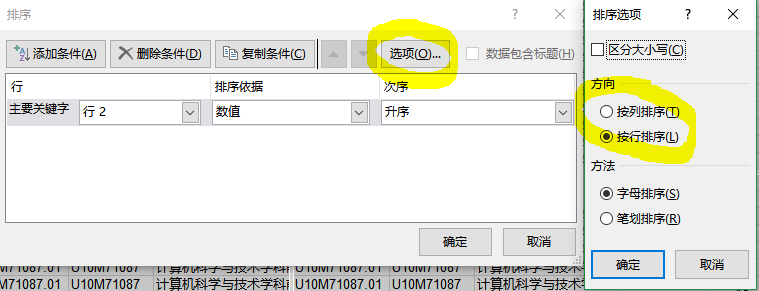 排序
添加条件(A) 删除条件(D) 复制条件(C) 选项(O)... 数据包含标题(H)
行 排序依据 次序
主要关键字 行 2 数值 升序
确定 取消
排序选项
区分大小写(C)
方向
按列排序(T)
按行排序(L)
方法
字母排序(S)
笔划排序(R)
确定 取消
M71087.01 U10M71087 计算机科学与技术学科 U10M71087.01 U10M71087 计算机科学与技术学
M71087.01 U10M71087 计算机科学与技术学科 U10M71087.01 U10M71087 计算机科学与技术学